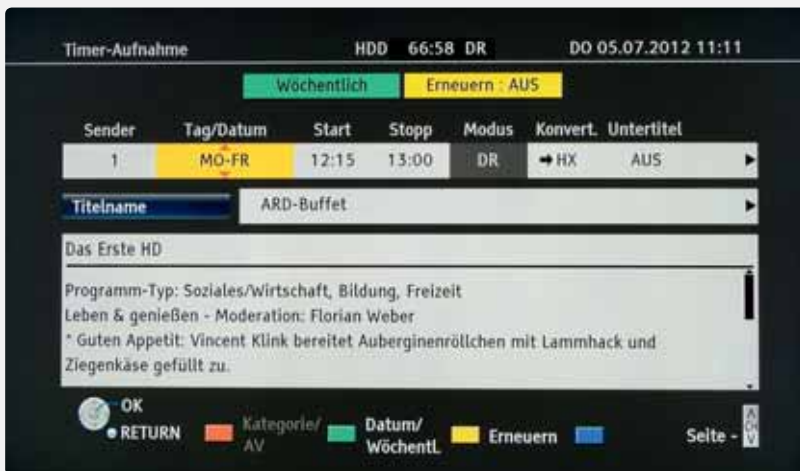 Timer-Aufnahme HDD 66:58 DR DO 05.07.2012 11:11
Wöchentlich Erneuern : AUS
Sender Tag/Datum Start Stopp Modus Konvert. Untertitel
1 MO-FR 12:15 13:00 DR ➡HX AUS
Titelname ARD-Buffet
Das Erste HD
Programm-Typ: Soziales/Wirtschaft, Bildung, Freizeit
Leben & genießen - Moderation: Florian Weber
* Guten Appetit: Vincent Klink bereitet Auberginenröllchen mit Lammhack und
Ziegenkäse gefüllt zu.
OK
RETURN
Kategorie/
AV
Datum/
Wöchentl.
Erneuern
Seite -
CH